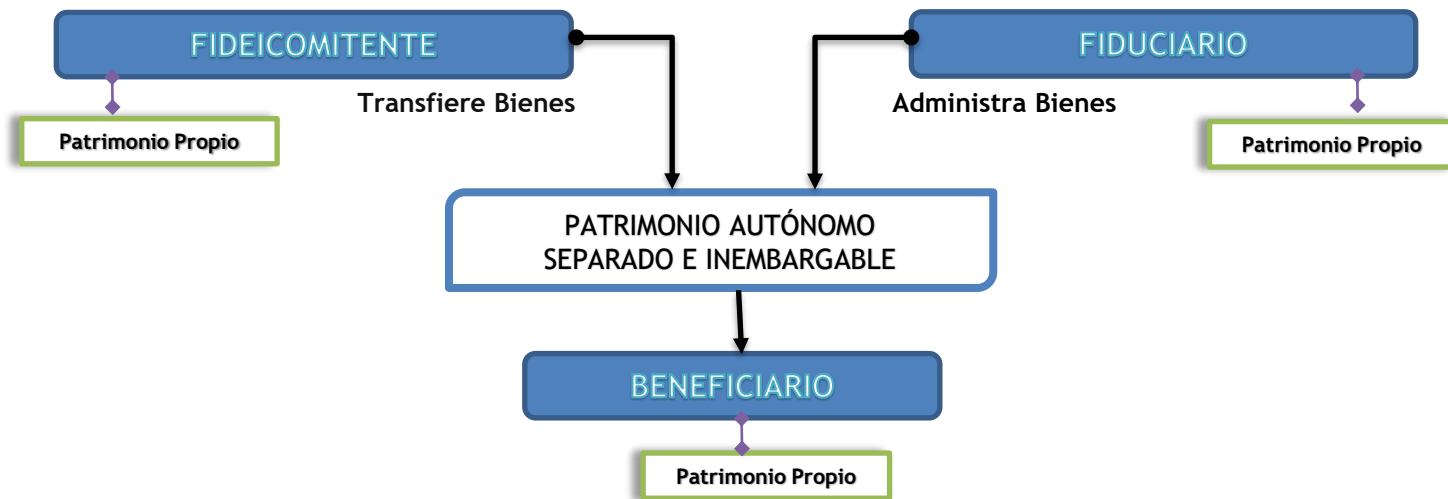 FIDEICOMITENTE
FIDUCIARIO
Transfiere Bienes
Administra Bienes
Patrimonio Propio
Patrimonio Propio
PATRIMONIO AUTÓNOMO
SEPARADO E INEMBARGABLE
BENEFICIARIO
Patrimonio Propio